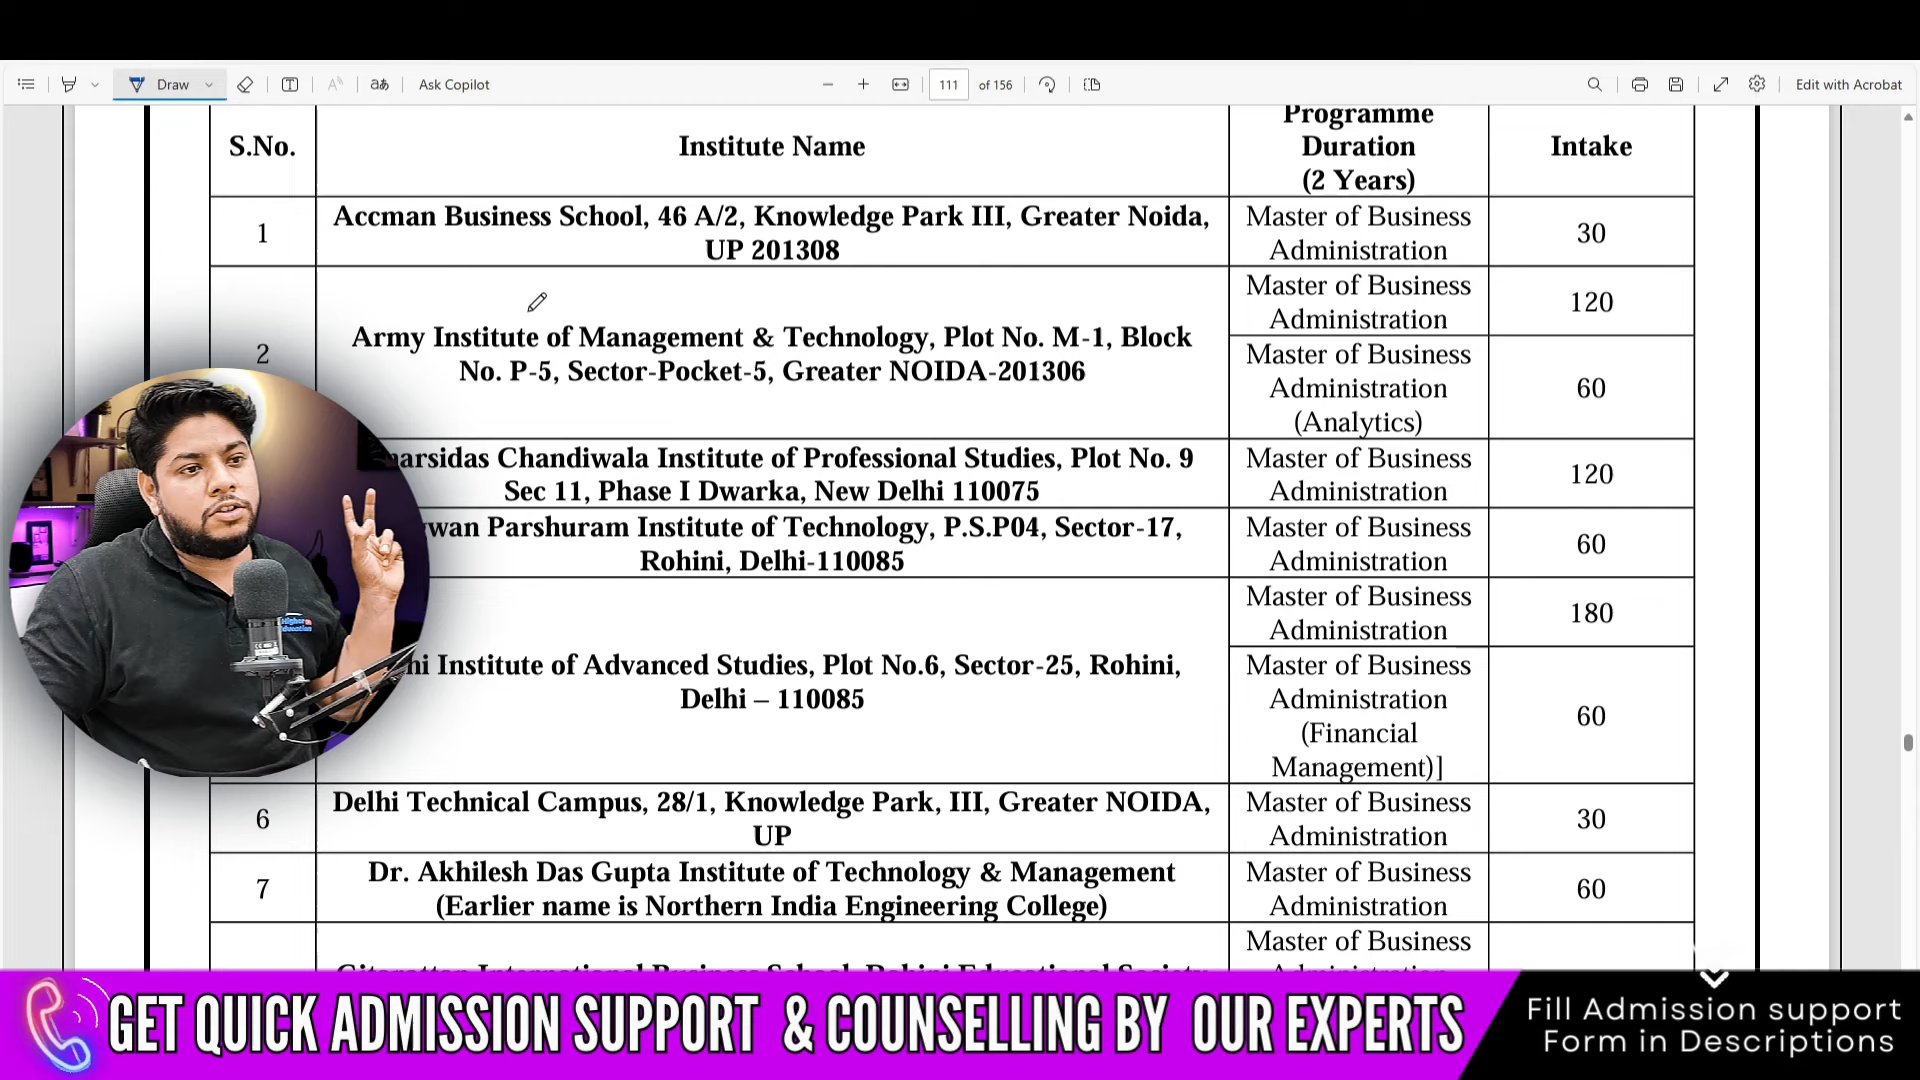 Draw
Ask Copilot
111
of 156
Edit with Acrobat
S.No.
Institute Name
Programme
Duration
(2 Years)
Intake
1
Accman Business School, 46 A/2, Knowledge Park III, Greater Noida,
UP 201308
Master of Business
Administration
30
2
Army Institute of Management & Technology, Plot No. M-1, Block
No. P-5, Sector-Pocket-5, Greater NOIDA-201306
Master of Business
Administration
120
Master of Business
Administration
(Analytics)
60
Chandiwala Institute of Professional Studies, Plot No. 9
Sec 11, Phase I Dwarka, New Delhi 110075
Master of Business
Administration
120
Parshuram Institute of Technology, P.S.P04, Sector-17,
Rohini, Delhi-110085
Master of Business
Administration
60
Institute of Advanced Studies, Plot No.6, Sector-25, Rohini,
Delhi – 110085
Master of Business
Administration
180
Master of Business
Administration
(Financial
Management)]
60
6
Delhi Technical Campus, 28/1, Knowledge Park, III, Greater NOIDA,
UP
Master of Business
Administration
30
7
Dr. Akhilesh Das Gupta Institute of Technology & Management
(Earlier name is Northern India Engineering College)
Master of Business
Administration
60
Master of Business
Higher
Education
GET QUICK ADMISSION SUPPORT & COUNSELLING BY OUR EXPERTS
Fill Admission support
Form in Descriptions